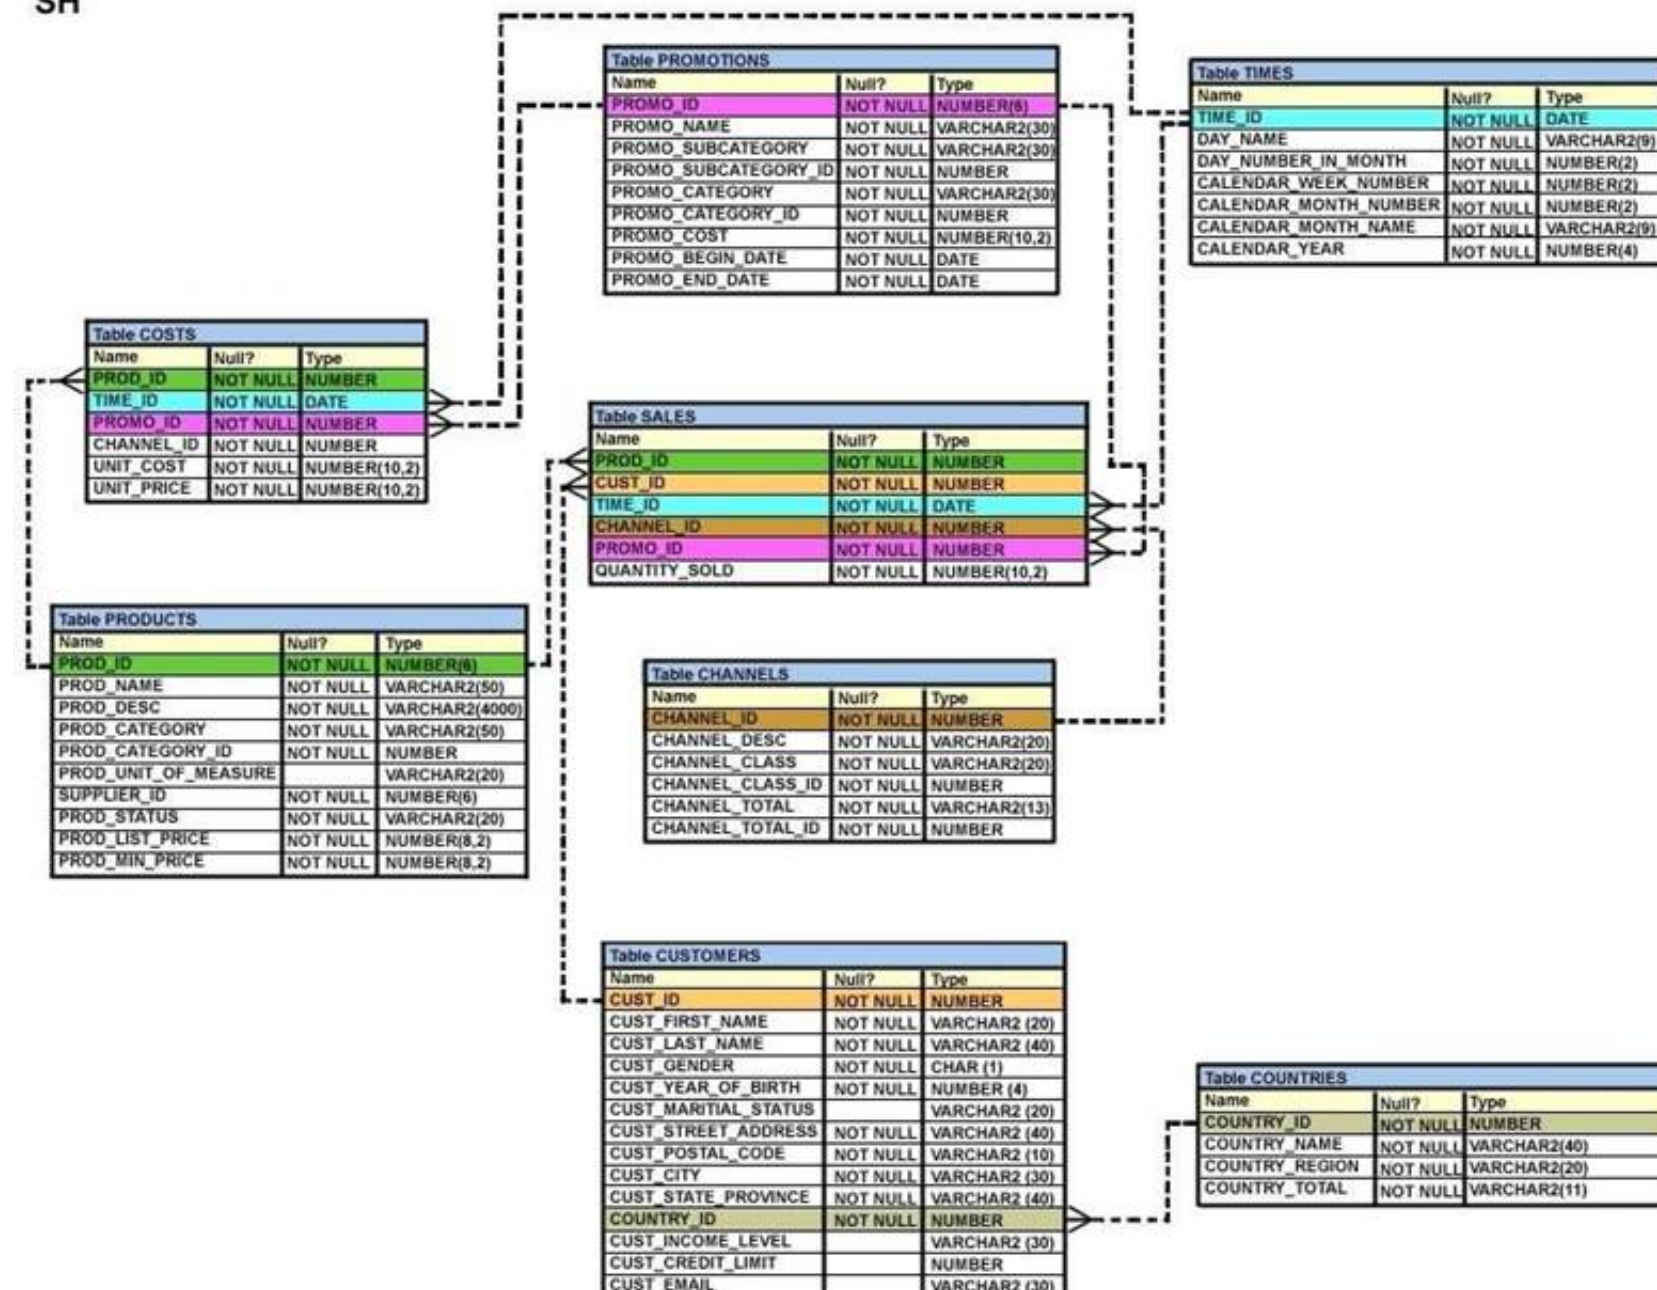 SH
Table PROMOTIONS
Name Null? Type
PROMO_ID NOT NULL NUMBER(6)
PROMO_NAME NOT NULL VARCHAR2(30)
PROMO_SUBCATEGORY NOT NULL VARCHAR2(30)
PROMO_SUBCATEGORY_ID NOT NULL NUMBER
PROMO_CATEGORY NOT NULL VARCHAR2(30)
PROMO_CATEGORY_ID NOT NULL NUMBER
PROMO_COST NOT NULL NUMBER(10,2)
PROMO_BEGIN_DATE NOT NULL DATE
PROMO_END_DATE NOT NULL DATE
Table TIMES
Name Null? Type
TIME_ID NOT NULL DATE
DAY_NAME NOT NULL VARCHAR2(9)
DAY_NUMBER_IN_MONTH NOT NULL NUMBER(2)
CALENDAR_WEEK_NUMBER NOT NULL NUMBER(2)
CALENDAR_MONTH_NUMBER NOT NULL NUMBER(2)
CALENDAR_MONTH_NAME NOT NULL VARCHAR2(9)
CALENDAR_YEAR NOT NULL NUMBER(4)
Table COSTS
Name Null? Type
PROD_ID NOT NULL NUMBER
TIME_ID NOT NULL DATE
PROMO_ID NOT NULL NUMBER
CHANNEL_ID NOT NULL NUMBER
UNIT_COST NOT NULL NUMBER(10,2)
UNIT_PRICE NOT NULL NUMBER(10,2)
Table SALES
Name Null? Type
PROD_ID NOT NULL NUMBER
CUST_ID NOT NULL NUMBER
TIME_ID NOT NULL DATE
CHANNEL_ID NOT NULL NUMBER
PROMO_ID NOT NULL NUMBER
QUANTITY_SOLD NOT NULL NUMBER(10,2)
Table PRODUCTS
Name Null? Type
PROD_ID NOT NULL NUMBER(6)
PROD_NAME NOT NULL VARCHAR2(50)
PROD_DESC NOT NULL VARCHAR2(4000)
PROD_CATEGORY NOT NULL VARCHAR2(50)
PROD_CATEGORY_ID NOT NULL NUMBER
PROD_UNIT_OF_MEASURE VARCHAR2(20)
SUPPLIER_ID NOT NULL NUMBER(6)
PROD_STATUS NOT NULL VARCHAR2(20)
PROD_LIST_PRICE NOT NULL NUMBER(8,2)
PROD_MIN_PRICE NOT NULL NUMBER(8,2)
Table CHANNELS
Name Null? Type
CHANNEL_ID NOT NULL NUMBER
CHANNEL_DESC NOT NULL VARCHAR2(20)
CHANNEL_CLASS NOT NULL VARCHAR2(20)
CHANNEL_CLASS_ID NOT NULL NUMBER
CHANNEL_TOTAL NOT NULL VARCHAR2(13)
CHANNEL_TOTAL_ID NOT NULL NUMBER
Table CUSTOMERS
Name Null? Type
CUST_ID NOT NULL NUMBER
CUST_FIRST_NAME NOT NULL VARCHAR2 (20)
CUST_LAST_NAME NOT NULL VARCHAR2 (40)
CUST_GENDER NOT NULL CHAR (1)
CUST_YEAR_OF_BIRTH NOT NULL NUMBER (4)
CUST_MARITIAL_STATUS VARCHAR2 (20)
CUST_STREET_ADDRESS NOT NULL VARCHAR2 (40)
CUST_POSTAL_CODE NOT NULL VARCHAR2 (10)
CUST_CITY NOT NULL VARCHAR2 (30)
CUST_STATE_PROVINCE NOT NULL VARCHAR2 (40)
COUNTRY_ID NOT NULL NUMBER
CUST_INCOME_LEVEL VARCHAR2 (30)
CUST_CREDIT_LIMIT NUMBER
CUST_EMAIL VARCHAR2 (30)
Table COUNTRIES
Name Null? Type
COUNTRY_ID NOT NULL NUMBER
COUNTRY_NAME NOT NULL VARCHAR2(40)
COUNTRY_REGION NOT NULL VARCHAR2(20)
COUNTRY_TOTAL NOT NULL VARCHAR2(11)